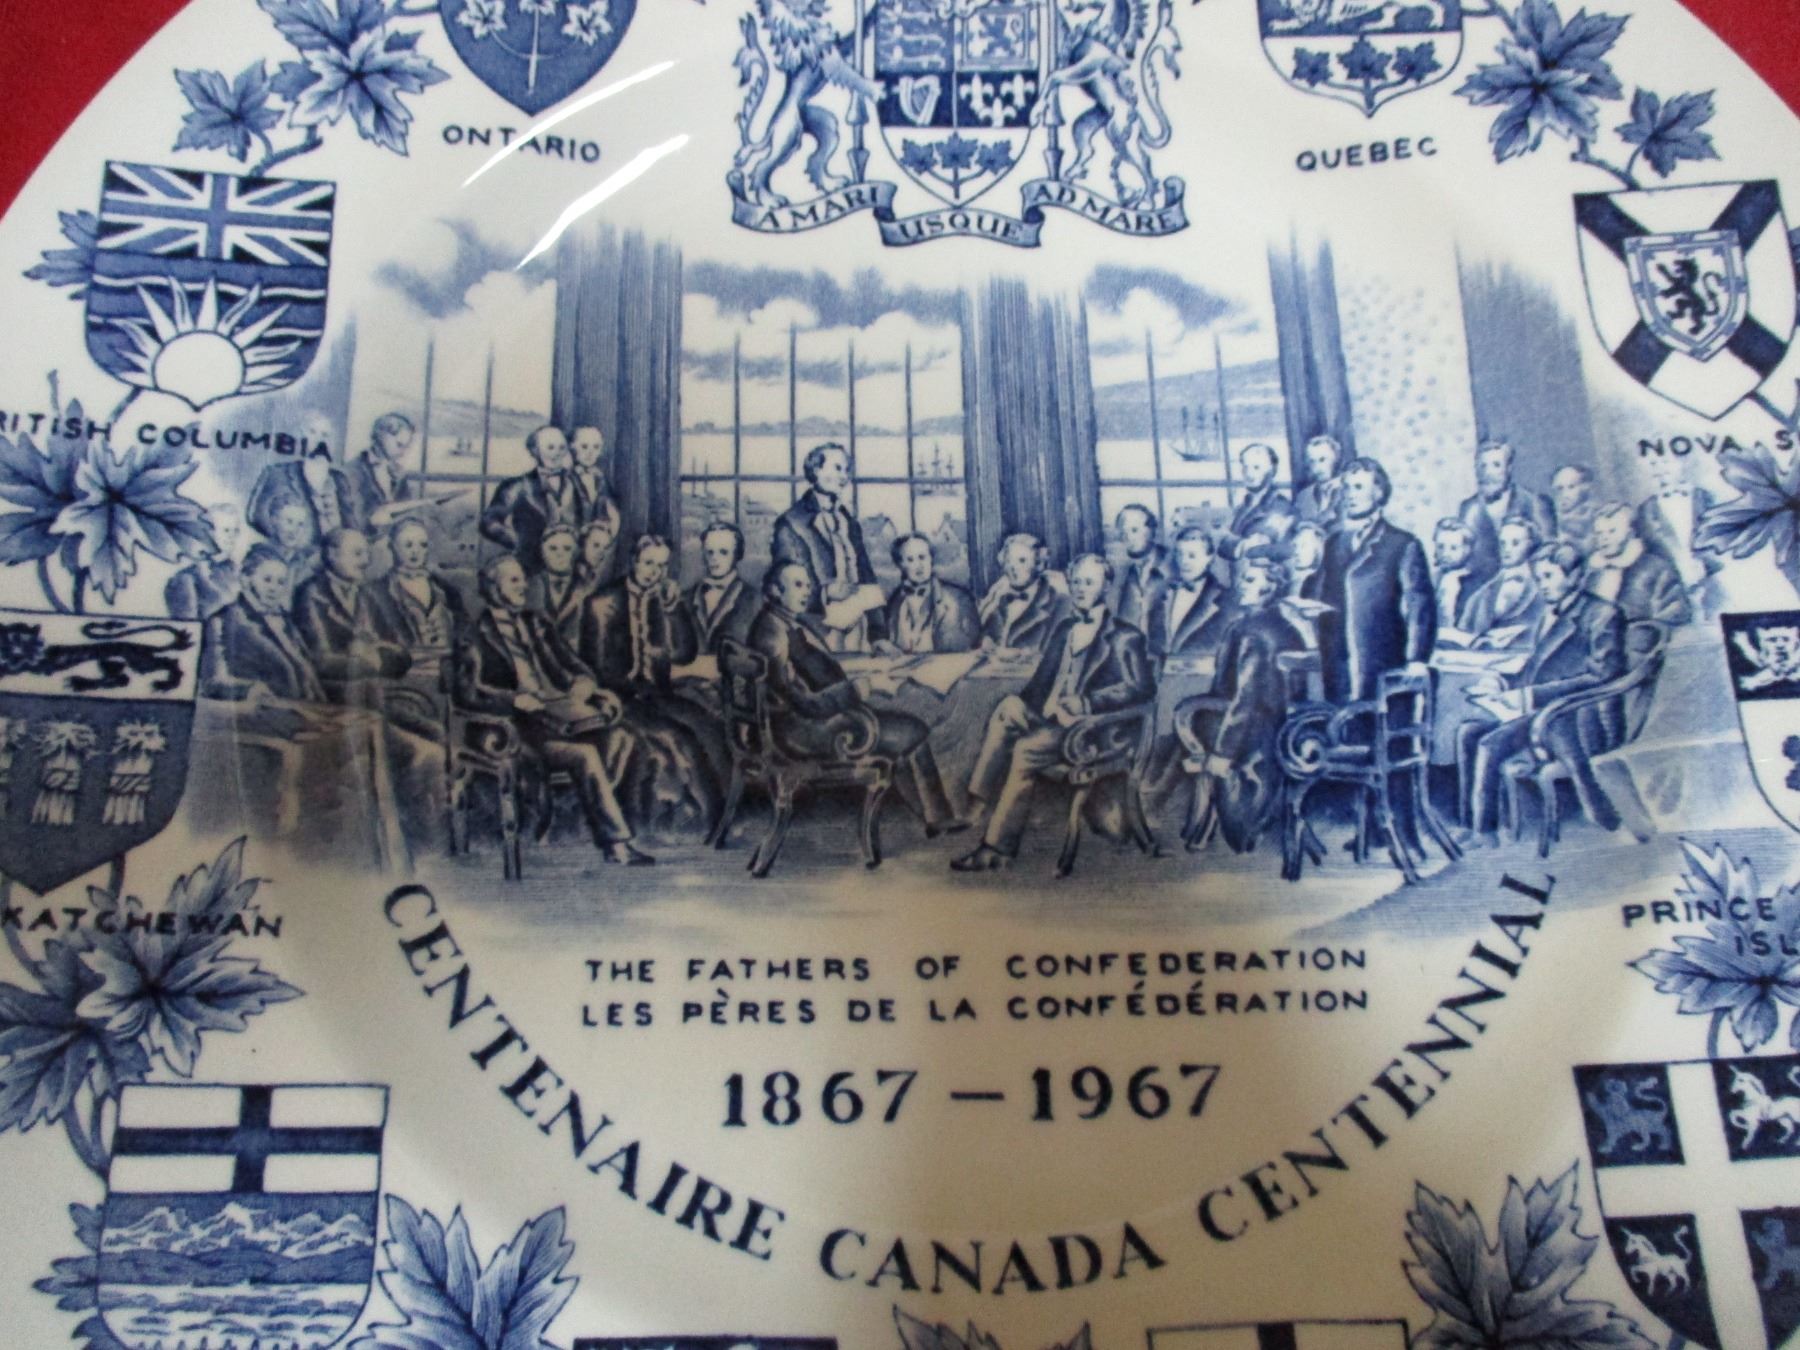 ONTARIO
QUEBEC
A MARI USQUE AD MARE
RITISH COLUMBIA
NOVA S
KATCHEWAN
PRINCE
ISL
THE FATHERS OF CONFEDERATION
LES PÈRES DE LA CONFÉDÉRATION
1867 – 1967
CENTENAIRE CANADA CENTENNIAL